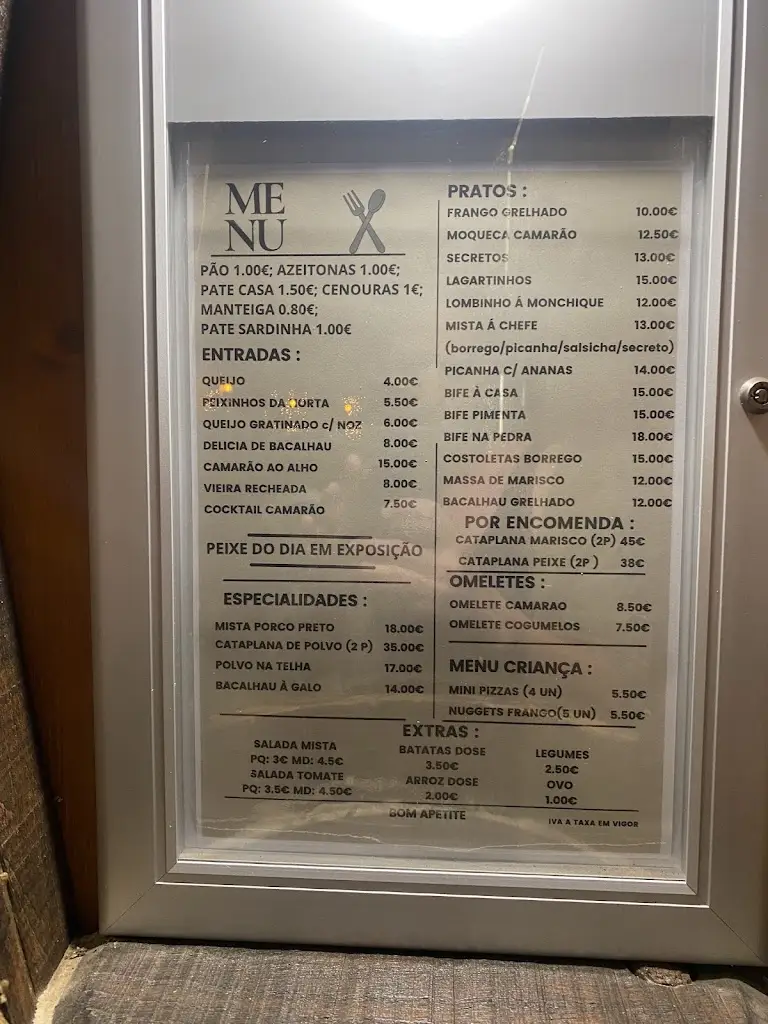 ME
NU
PÃO 1.00€; AZEITONAS 1.00€;
PATE CASA 1.50€; CENOURAS 1€;
MANTEIGA 0.80€;
PATE SARDINHA 1.00€
ENTRADAS :
QUEIJO 4.00€
PEIXINHOS DA HORTA 5.50€
QUEIJO GRATINADO c/ NOZ 6.00€
DELICIA DE BACALHAU 8.00€
CAMARÃO AO ALHO 15.00€
VIEIRA RECHEADA 8.00€
COCKTAIL CAMARÃO 7.50€
PEIXE DO DIA EM EXPOSIÇÃO
ESPECIALIDADES :
MISTA PORCO PRETO 18.00€
CATAPLANA DE POLVO (2 P) 35.00€
POLVO NA TELHA 17.00€
BACALHAU À GALO 14.00€
PRATOS :
FRANGO GRELHADO 10.00€
MOQUECA CAMARÃO 12.50€
SECRETOS 13.00€
LAGARTINHOS 15.00€
LOMBINHO Á MONCHIQUE 12.00€
MISTA Á CHEFE 13.00€
(borrego/picanha/salsicha/secreto)
PICANHA C/ ANANAS 14.00€
BIFE À CASA 15.00€
BIFE PIMENTA 15.00€
BIFE NA PEDRA 18.00€
COSTOLETAS BORREGO 15.00€
MASSA DE MARISCO 12.00€
BACALHAU GRELHADO 12.00€
POR ENCOMENDA :
CATAPLANA MARISCO (2P) 45€
CATAPLANA PEIXE (2P ) 38€
OMELETES :
OMELETE CAMARAO 8.50€
OMELETE COGUMELOS 7.50€
MENU CRIANÇA :
MINI PIZZAS (4 UN) 5.50€
NUGGETS FRANGO(5 UN) 5.50€
EXTRAS :
SALADA MISTA
PQ: 3€ MD: 4.5€
SALADA TOMATE
PQ: 3.5€ MD: 4.50€
BATATAS DOSE
3.50€
ARROZ DOSE
2.00€
LEGUMES
2.50€
OVO
1.00€
BOM APETITE
IVA A TAXA EM VIGOR